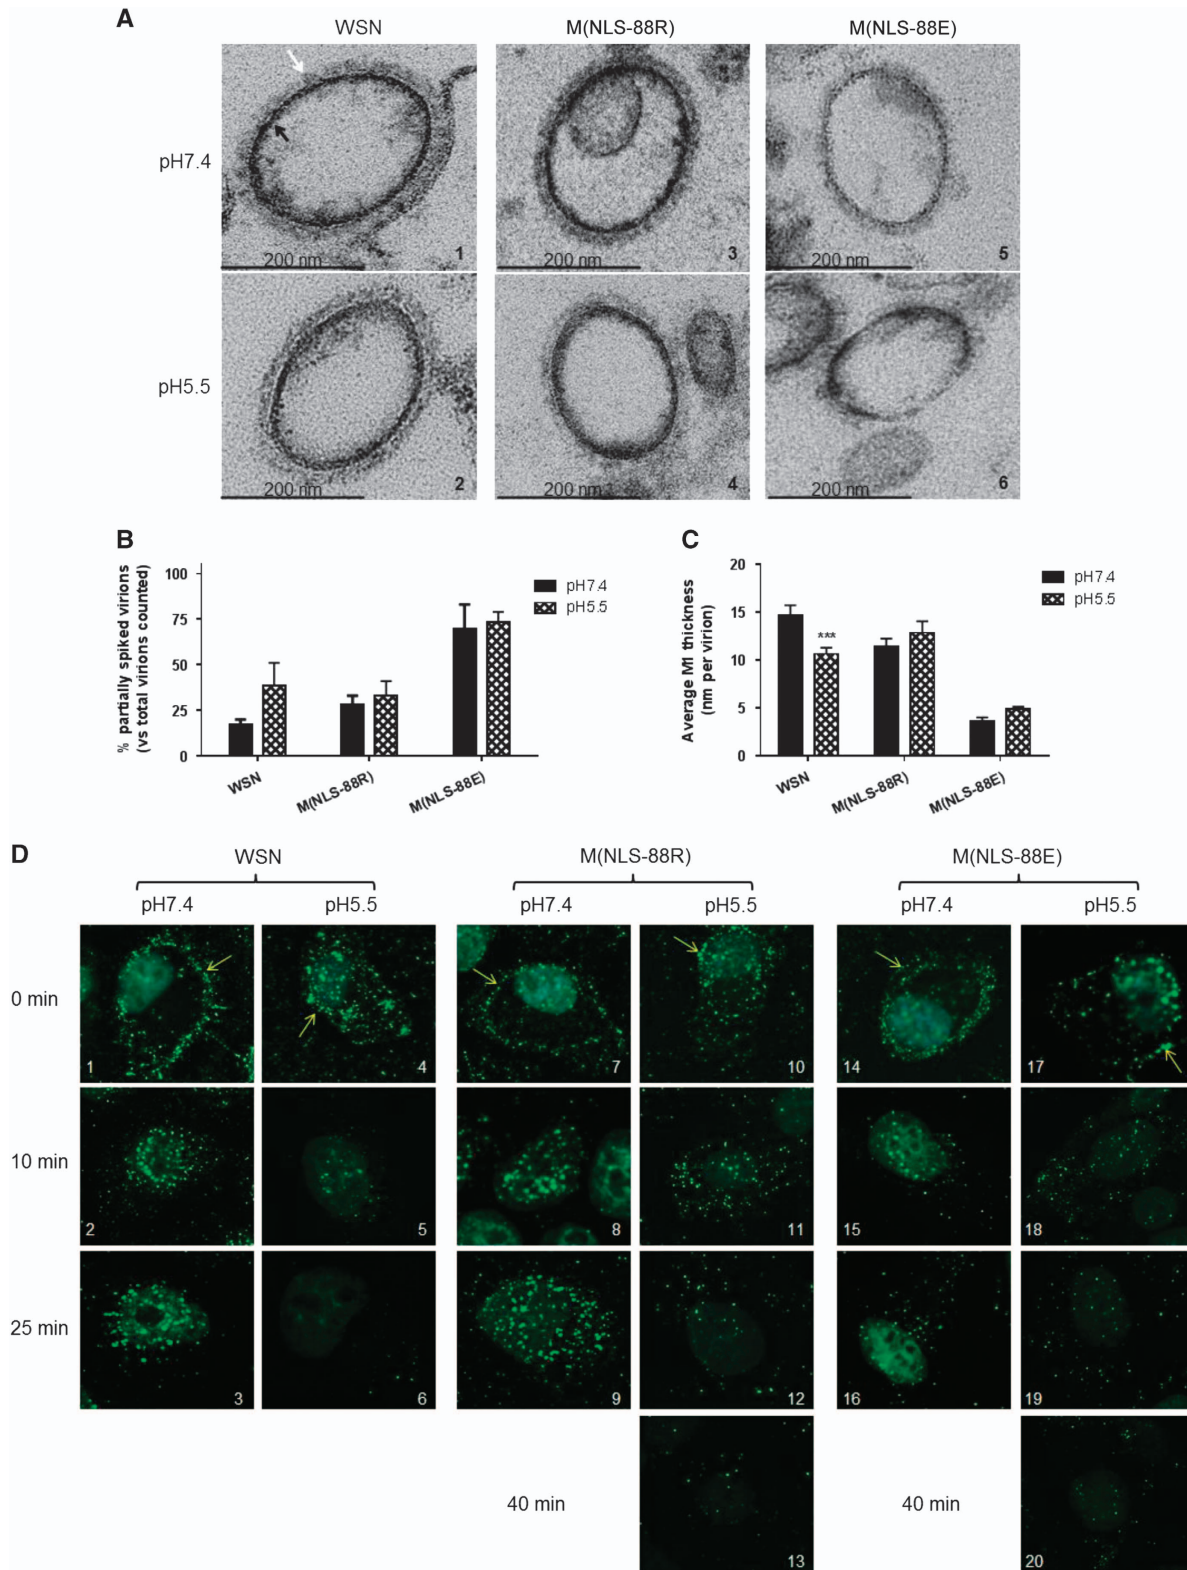 A
WSN M(NLS-88R) M(NLS-88E)
pH7.4
200 nm 1 200 nm 3 200 nm 5
pH5.5
200 nm 2 200 nm 4 200 nm 6
B
% partially spiked virions
(vs total virions counted)
100
75
50
25
0
WSN M(NLS-88R) M(NLS-88E)
pH7.4
pH5.5
C
Average M1 thickness
(nm per virion)
20
15
10
5
0
***
WSN M(NLS-88R) M(NLS-88E)
pH7.4
pH5.5
D
WSN M(NLS-88R) M(NLS-88E)
pH7.4 pH5.5 pH7.4 pH5.5 pH7.4 pH5.5
0 min
1 4 7 10 14 17
10 min
2 5 8 11 15 18
25 min
3 6 9 12 16 19
40 min 13 40 min 20